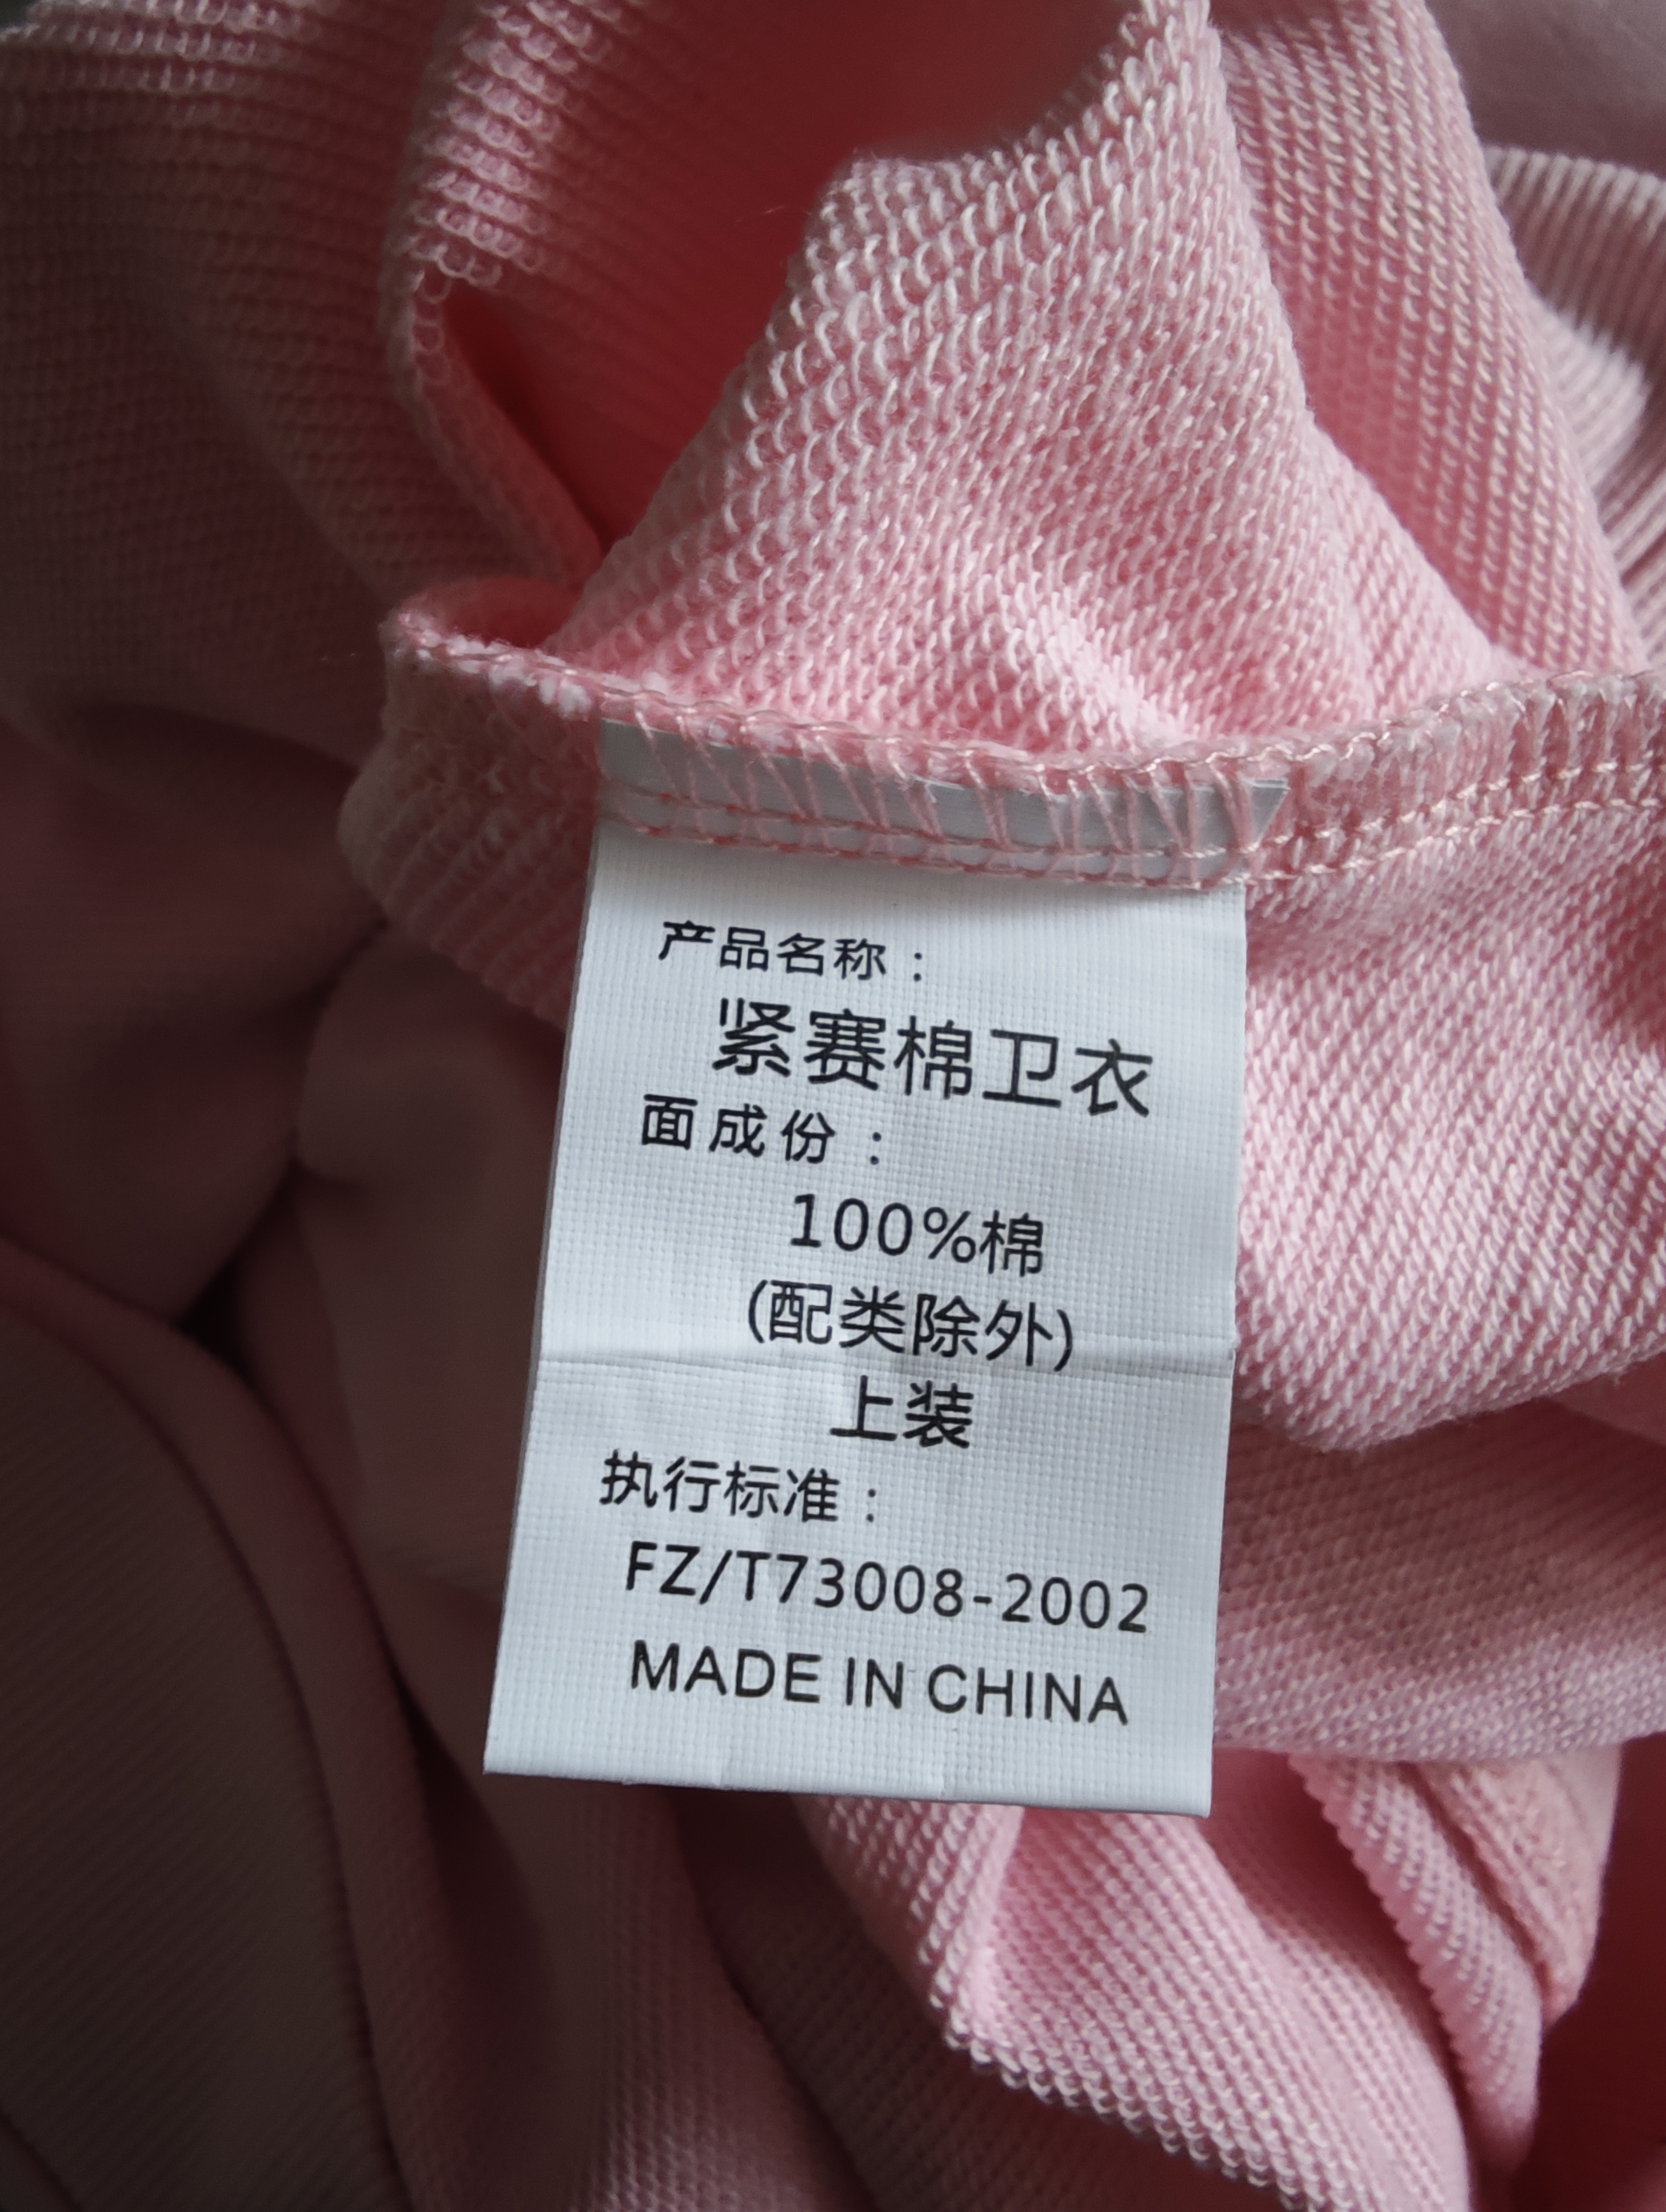 产品名称：
紧赛棉卫衣
面成份：
100%棉
(配类除外)
上装
执行标准：
FZ/T73008-2002
MADE IN CHINA